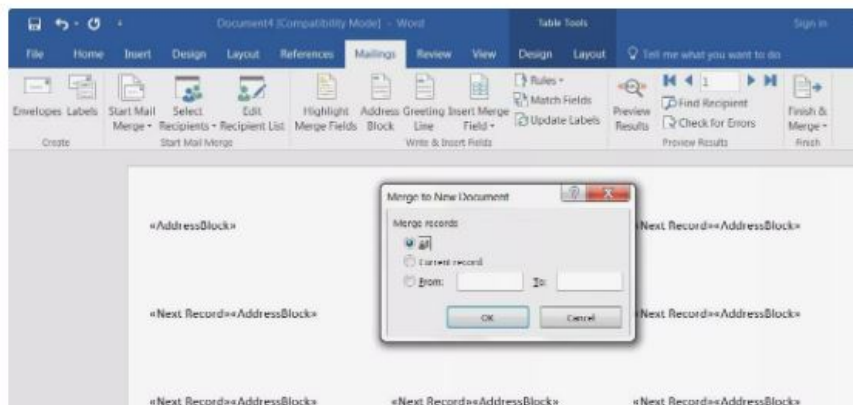 Document4 [Compatibility Mode] - Word
Table Tools
Sign in
File Home Insert Design Layout References Mailings Review View Design Layout Tell me what you want to do
Envelopes Labels Start Mail Merge Select Recipients Edit Recipient List Highlight Merge Fields Address Block Greeting Line Insert Merge Field Rules Match Fields Update Labels Preview Results 1 Find Recipient Check for Errors Finish & Merge
Create Start Mail Merge Write & Insert Fields Preview Results Finish
Merge to New Document
Merge records
All
Current record
From: To:
OK Cancel
«AddressBlock» «Next Record»«AddressBlock»
«Next Record»«AddressBlock» «Next Record»«AddressBlock»
«Next Record»«AddressBlock» «Next Record»«AddressBlock» «Next Record»«AddressBlock»